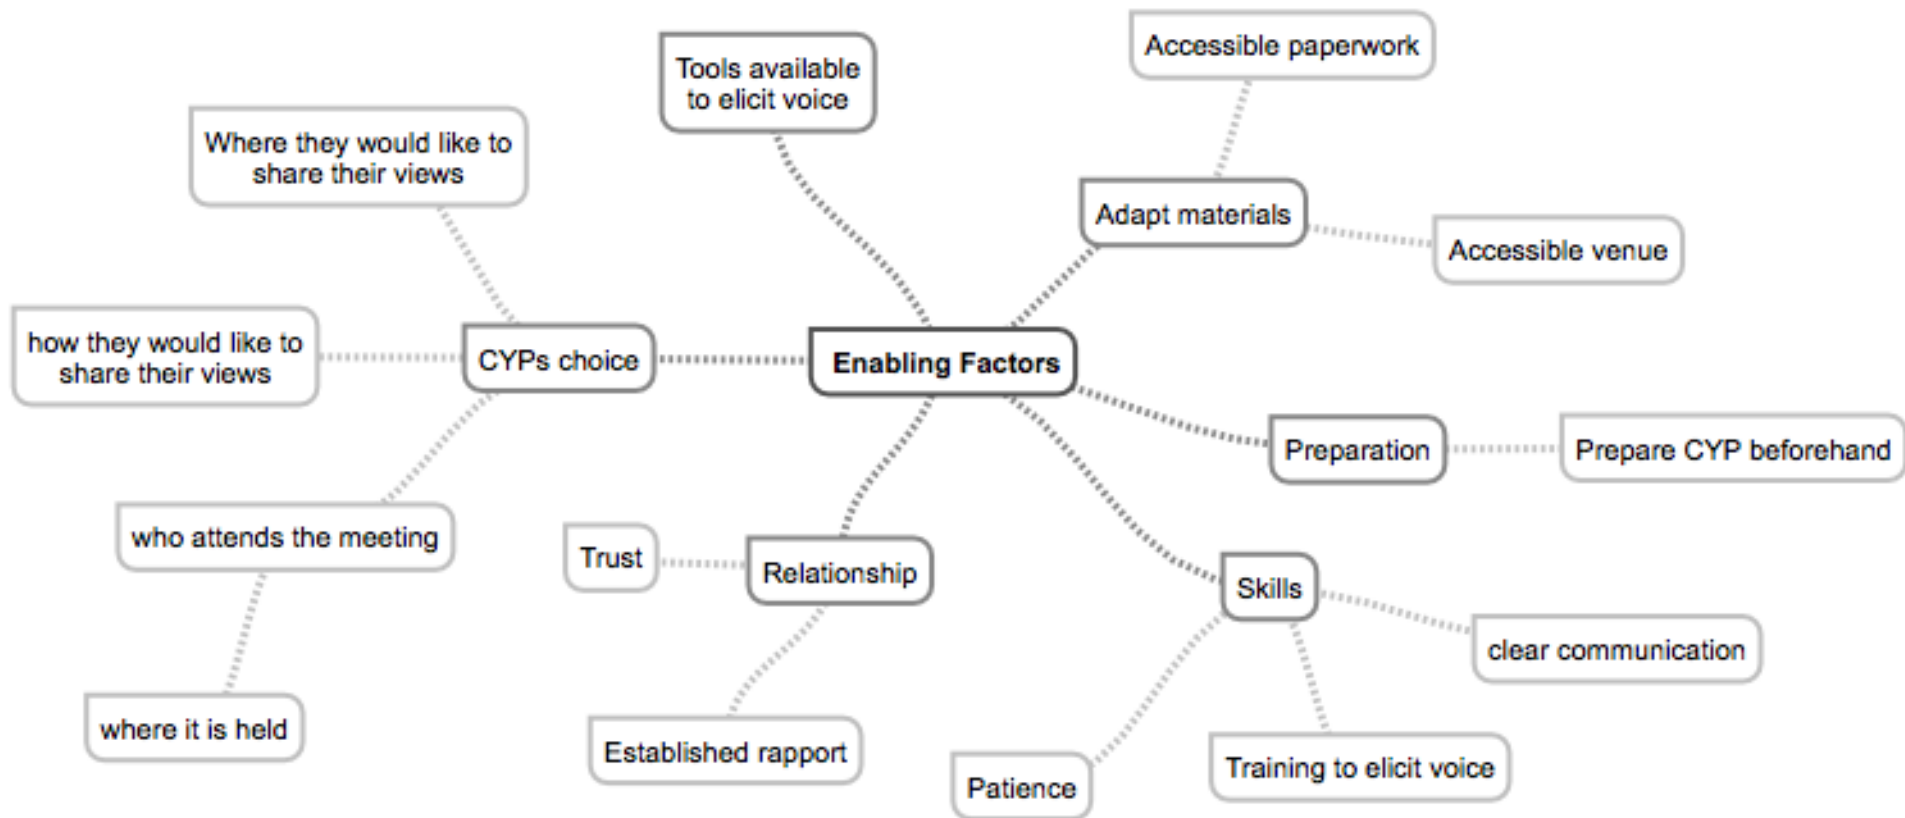 Accessible paperwork
Tools available
to elicit voice
Where they would like to
share their views
Adapt materials
Accessible venue
how they would like to
share their views
CYPs choice
Enabling Factors
Preparation
Prepare CYP beforehand
who attends the meeting
Trust
Relationship
Skills
clear communication
where it is held
Established rapport
Patience
Training to elicit voice